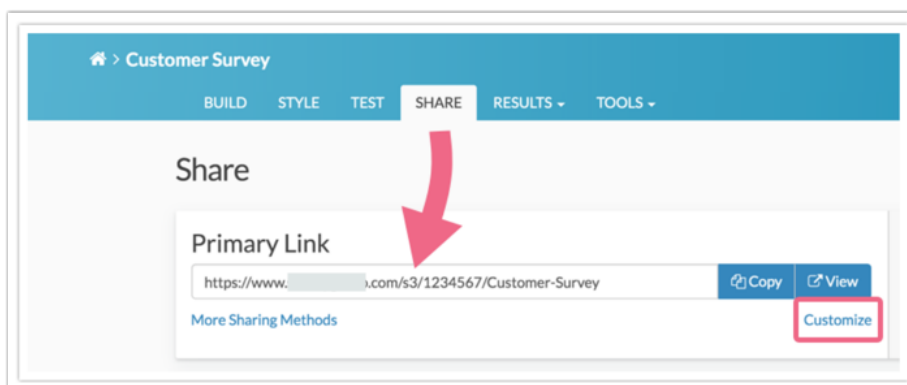 > Customer Survey
BUILD STYLE TEST SHARE RESULTS TOOLS
Share
Primary Link
https://www. .com/s3/1234567/Customer-Survey Copy View
More Sharing Methods Customize